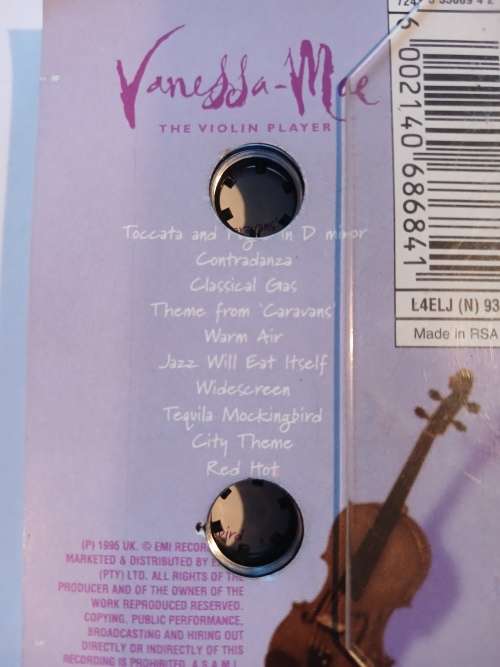 Vanessa-Mae
THE VIOLIN PLAYER
Toccata and in D minor
Contradanza
Classical Gas
Theme from 'Caravans'
Warm Air
Jazz Will Eat Itself
Widescreen
Tequila Mockingbird
City Theme
Red Hot
(P) 1995 UK. © EMI RECOR
MARKETED & DISTRIBUTED BY
(PTY) LTD. ALL RIGHTS OF THE
PRODUCER AND OF THE OWNER OF THE
WORK REPRODUCED RESERVED.
COPYING, PUBLIC PERFORMANCE,
BROADCASTING AND HIRING OUT
DIRECTLY OR INDIRECTLY OF THIS
RECORDING IS PROHIBITED. A.S.A.M.I.
6 002140 686841
L4ELJ (N) 93
Made in RSA